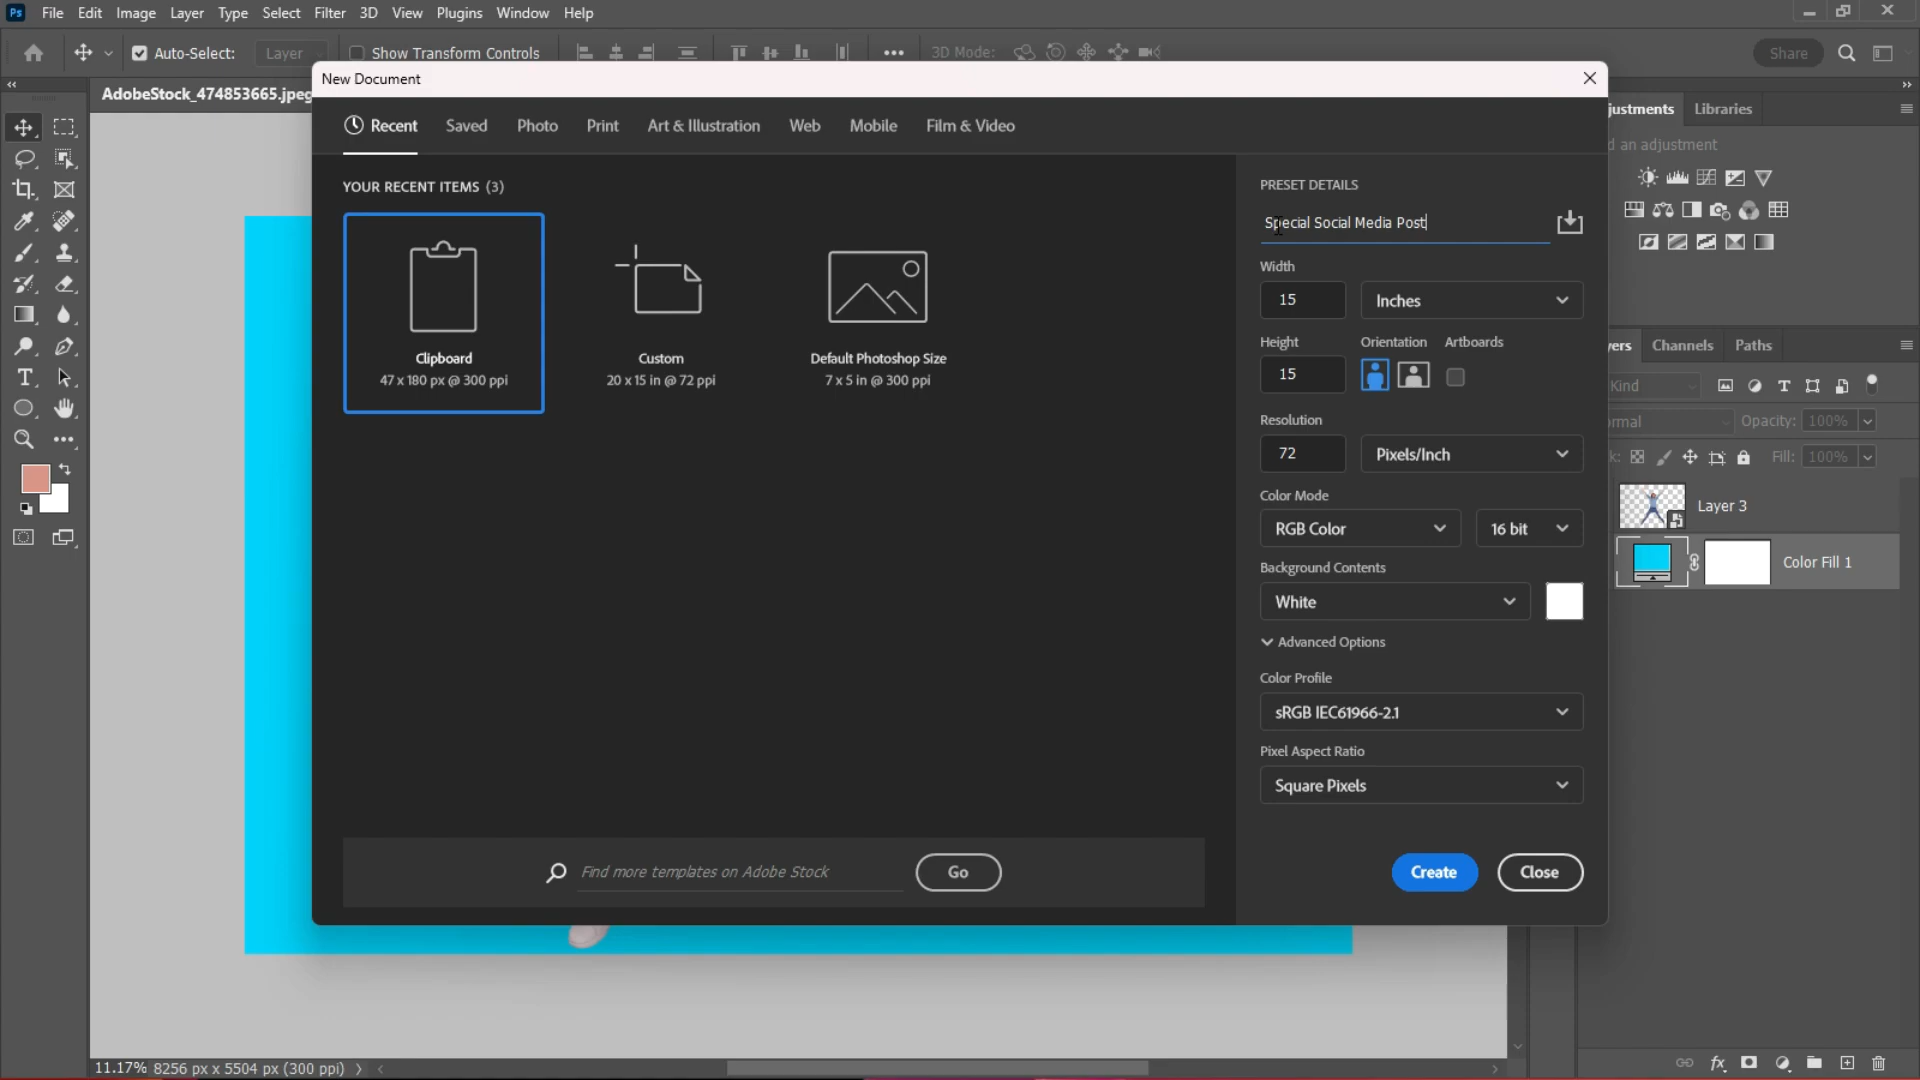 Ps File Edit Image Layer Type Select Filter 3D View Plugins Window Help
Auto-Select: Layer Show Transform Controls 3D Mode: Share
AdobeStock_474853665.jpeg
New Document
Recent Saved Photo Print Art & Illustration Web Mobile Film & Video
YOUR RECENT ITEMS (3)
Clipboard
47 x 180 px @ 300 ppi
Custom
20 x 15 in @ 72 ppi
Default Photoshop Size
7 x 5 in @ 300 ppi
Find more templates on Adobe Stock Go
PRESET DETAILS
Special Social Media Post
Width
15 Inches
Height Orientation Artboards
15
Resolution
72 Pixels/Inch
Color Mode
RGB Color 16 bit
Background Contents
White
Advanced Options
Color Profile
sRGB IEC61966-2.1
Pixel Aspect Ratio
Square Pixels
Create Close
justments Libraries
d an adjustment
yers Channels Paths
Kind
rmal Opacity: 100%
k: Fill: 100%
Layer 3
Color Fill 1
fx
11.17% 8256 px x 5504 px (300 ppi)